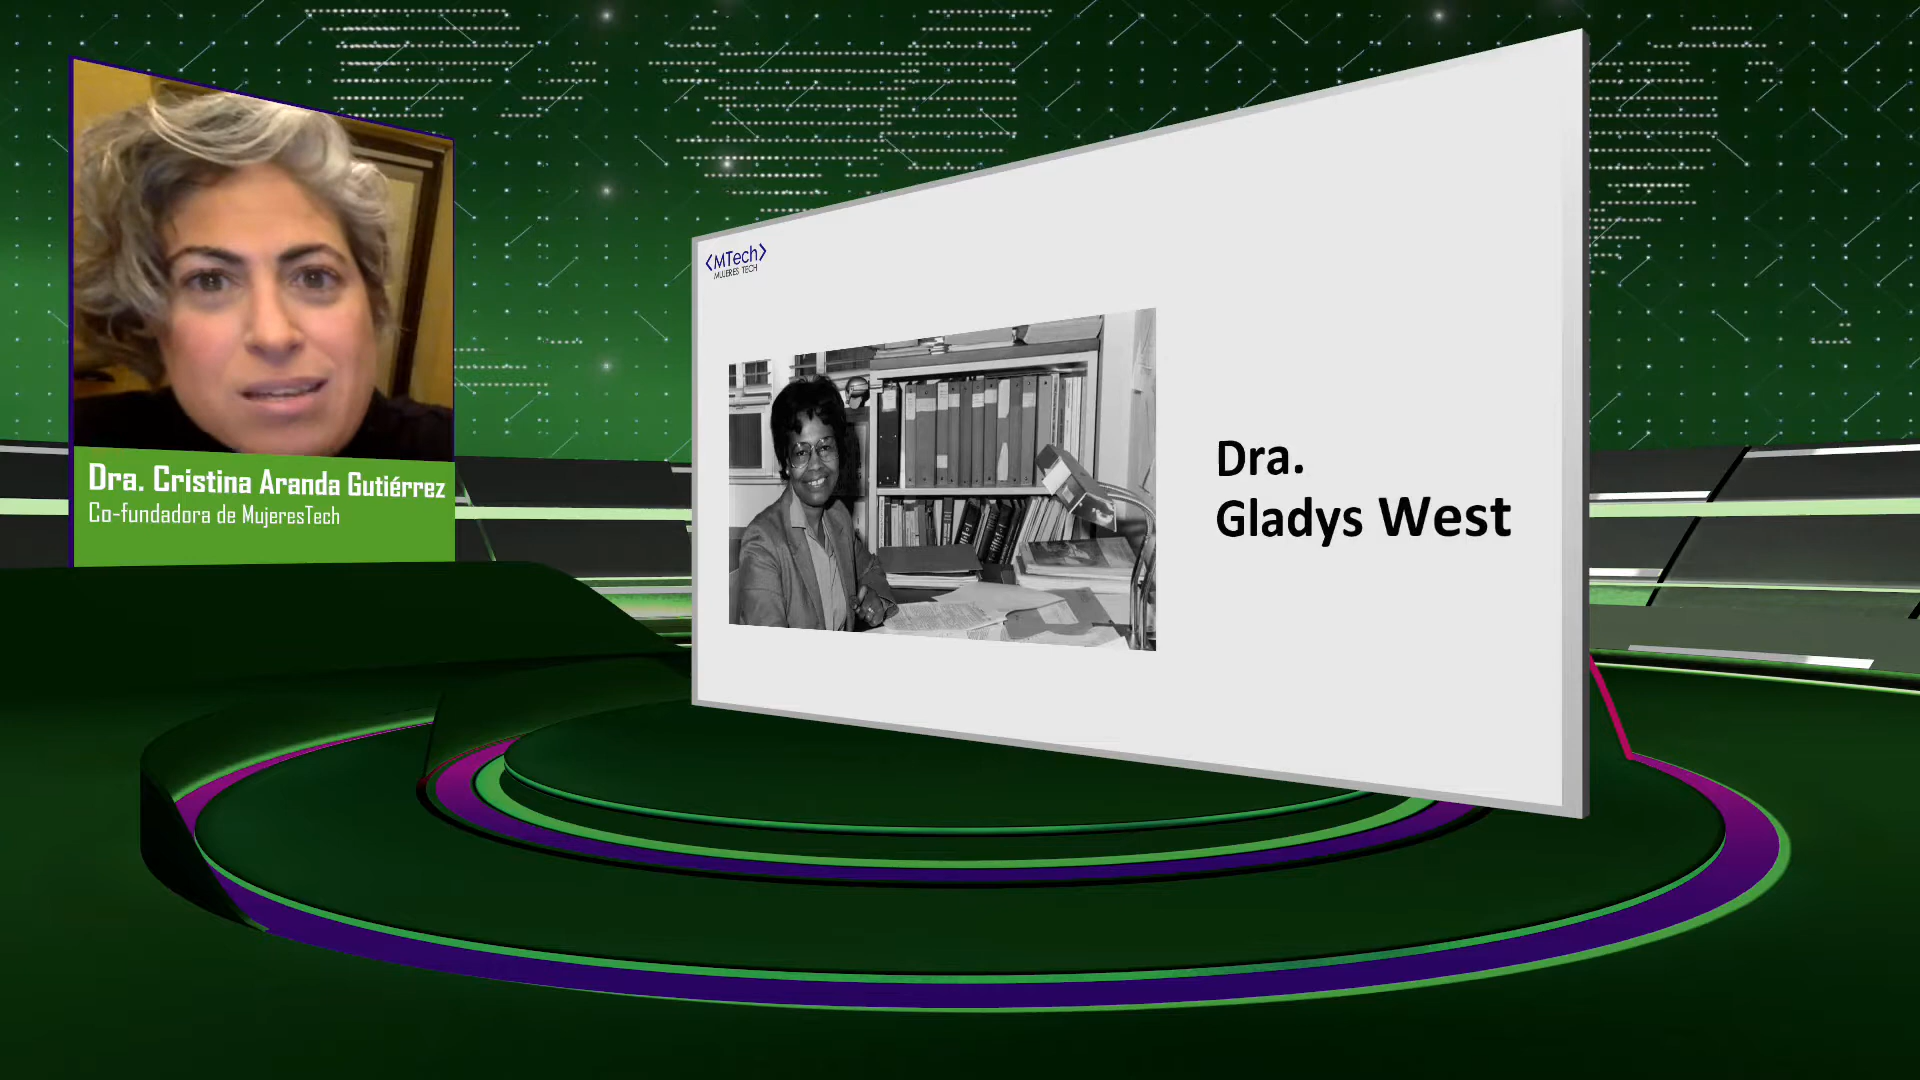 Dra. Cristina Aranda Gutiérrez
Co-fundadora de MujeresTech
<MTech>
MUJERES TECH
Dra.
Gladys West